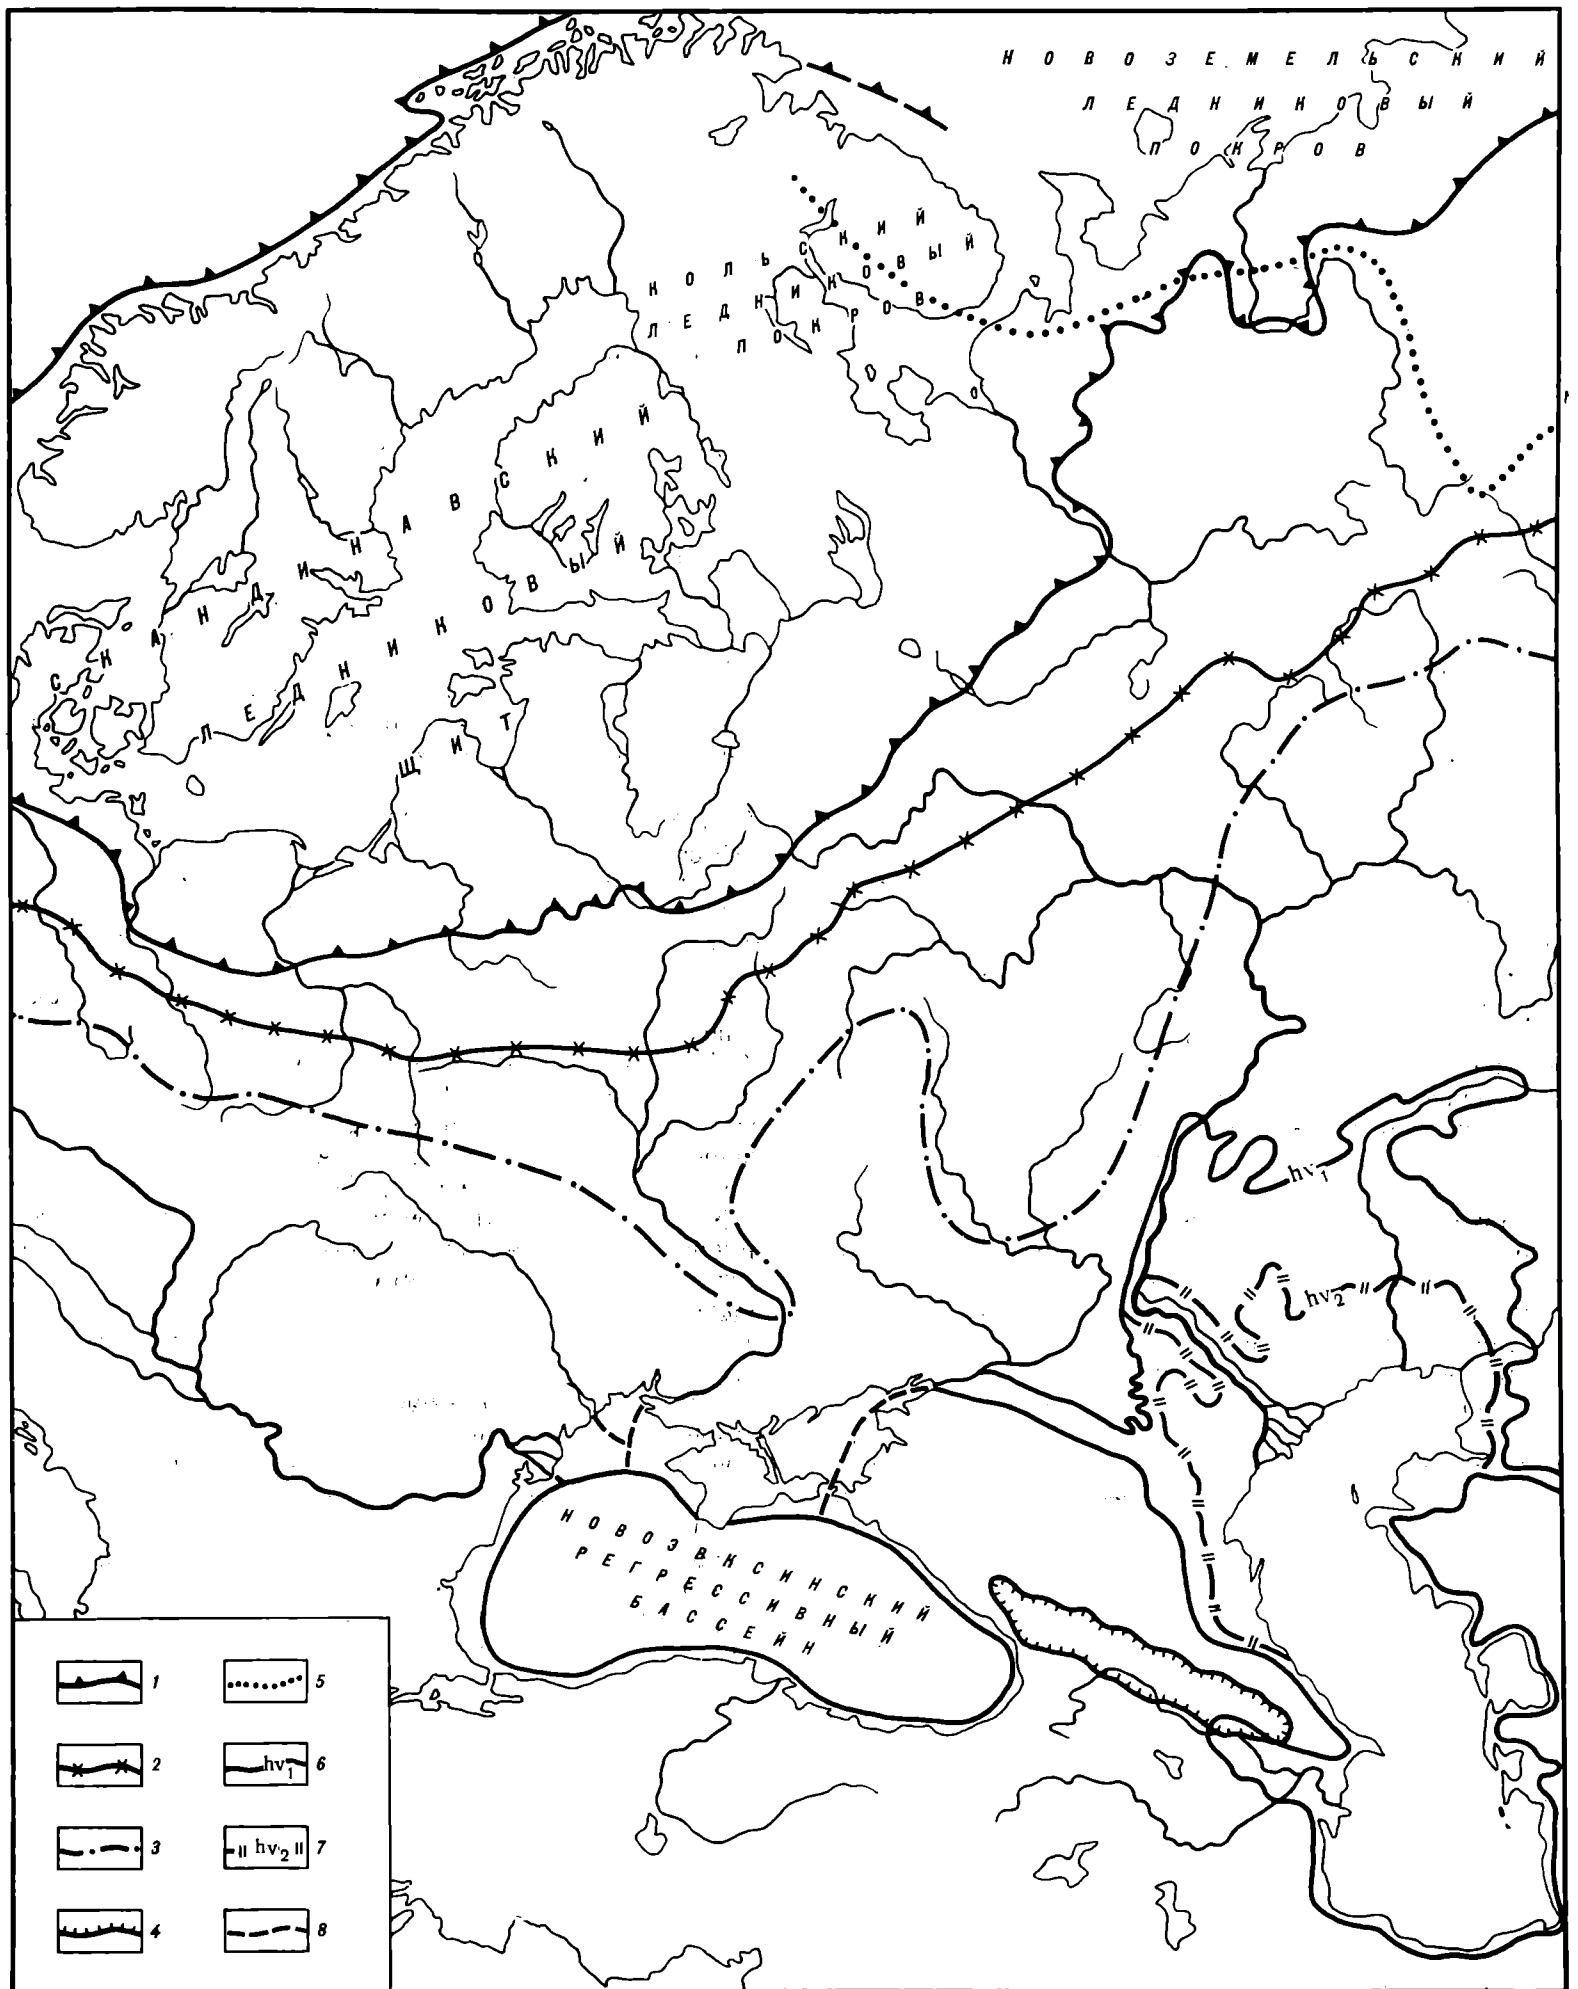 НОВОЗЕМЕЛЬСКИЙ
ЛЕДНИКОВЫЙ
ПОКРОВ
КОЛЬСКИЙ
ЛЕДНИКОВЫЙ
ПОКРОВ
СКАНДИНАВСКИЙ
ЛЕДНИКОВЫЙ
ЩИТ
hv1
hv2
НОВОЭВКСИНСКИЙ
РЕГРЕССИВНЫЙ
БАССЕЙН
1
2
3
4
5
hv1 6
hv2 7
8